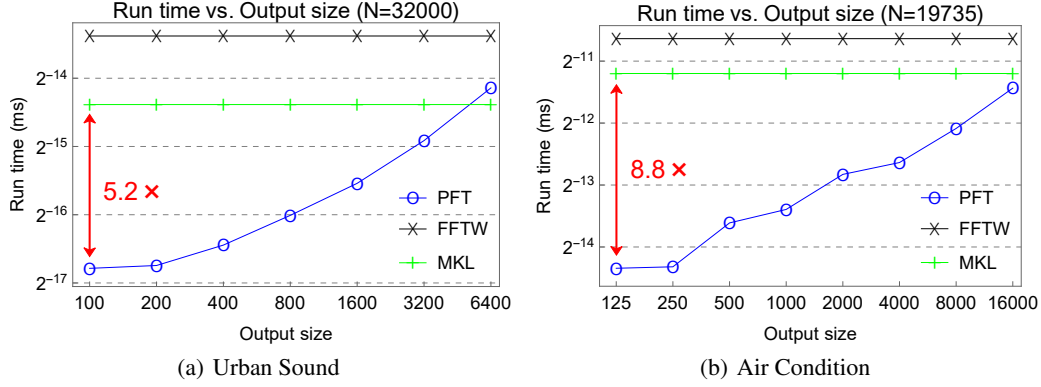 Run time vs. Output size (N=32000)
Run time (ms)
2^-14
2^-15
2^-16
2^-17
5.2 ×
PFT
FFTW
MKL
100 200 400 800 1600 3200 6400
Output size
(a) Urban Sound
Run time vs. Output size (N=19735)
Run time (ms)
2^-11
2^-12
2^-13
2^-14
8.8 ×
PFT
FFTW
MKL
125 250 500 1000 2000 4000 8000 16000
Output size
(b) Air Condition